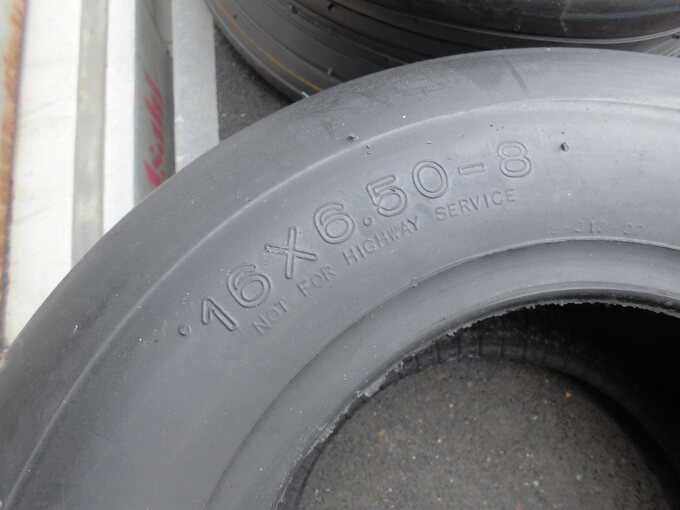 16X6.50-8
NOT FOR HIGHWAY SERVICE